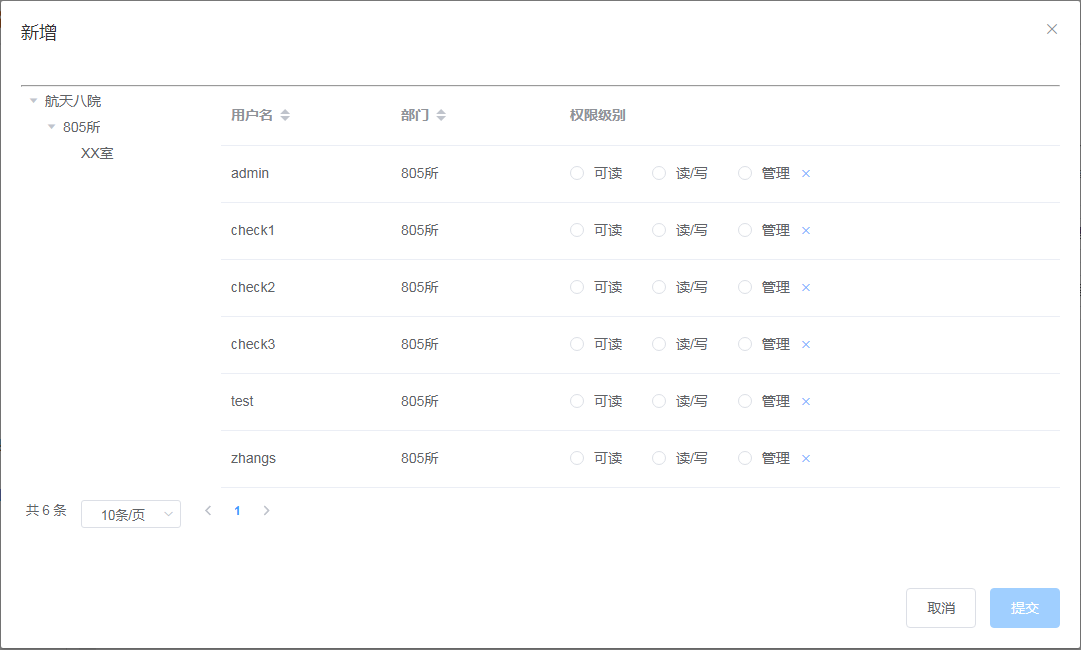 新增
航天八院
805所
XX室
用户名 部门 权限级别
admin 805所 可读 读/写 管理
check1 805所 可读 读/写 管理
check2 805所 可读 读/写 管理
check3 805所 可读 读/写 管理
test 805所 可读 读/写 管理
zhangs 805所 可读 读/写 管理
共 6 条 10条/页 1
取消 提交